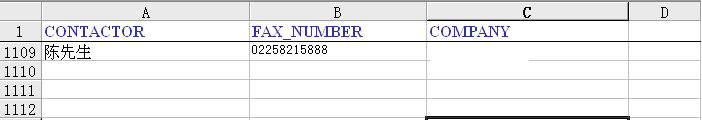 A B C D
1 CONTACTOR FAX_NUMBER COMPANY
1109 陈先生 02258215888
1110
1111
1112